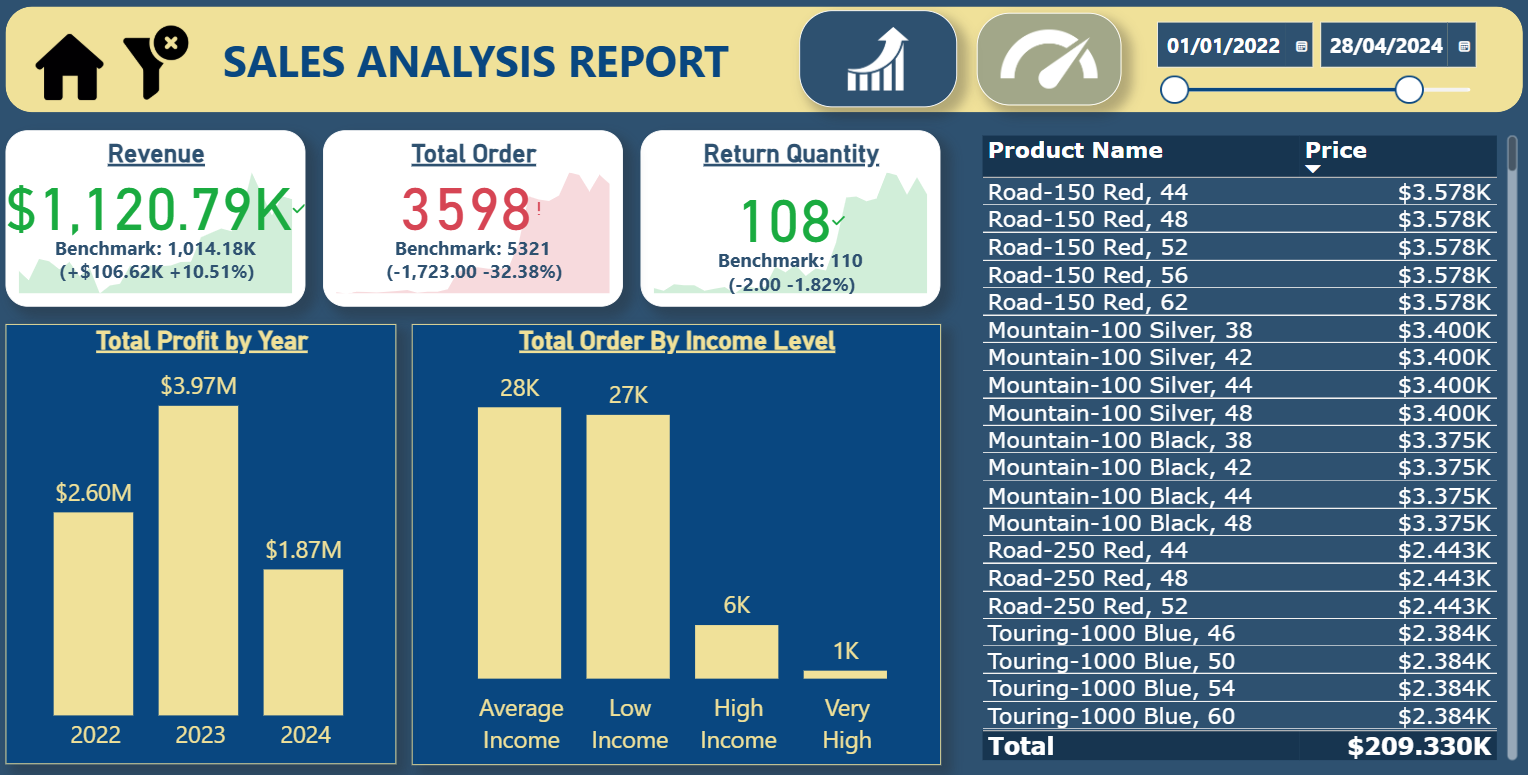 SALES ANALYSIS REPORT
01/01/2022
28/04/2024
Revenue
$1,120.79K
Benchmark: 1,014.18K
(+$106.62K +10.51%)
Total Order
3598!
Benchmark: 5321
(-1,723.00 -32.38%)
Return Quantity
108
Benchmark: 110
(-2.00 -1.82%)
Total Profit by Year
$3.97M
$2.60M
$1.87M
2022 2023 2024
Total Order By Income Level
28K
27K
6K
1K
Average Income
Low Income
High Income
Very High
Product Name Price
Road-150 Red, 44 $3.578K
Road-150 Red, 48 $3.578K
Road-150 Red, 52 $3.578K
Road-150 Red, 56 $3.578K
Road-150 Red, 62 $3.578K
Mountain-100 Silver, 38 $3.400K
Mountain-100 Silver, 42 $3.400K
Mountain-100 Silver, 44 $3.400K
Mountain-100 Silver, 48 $3.400K
Mountain-100 Black, 38 $3.375K
Mountain-100 Black, 42 $3.375K
Mountain-100 Black, 44 $3.375K
Mountain-100 Black, 48 $3.375K
Road-250 Red, 44 $2.443K
Road-250 Red, 48 $2.443K
Road-250 Red, 52 $2.443K
Touring-1000 Blue, 46 $2.384K
Touring-1000 Blue, 50 $2.384K
Touring-1000 Blue, 54 $2.384K
Touring-1000 Blue, 60 $2.384K
Total $209.330K